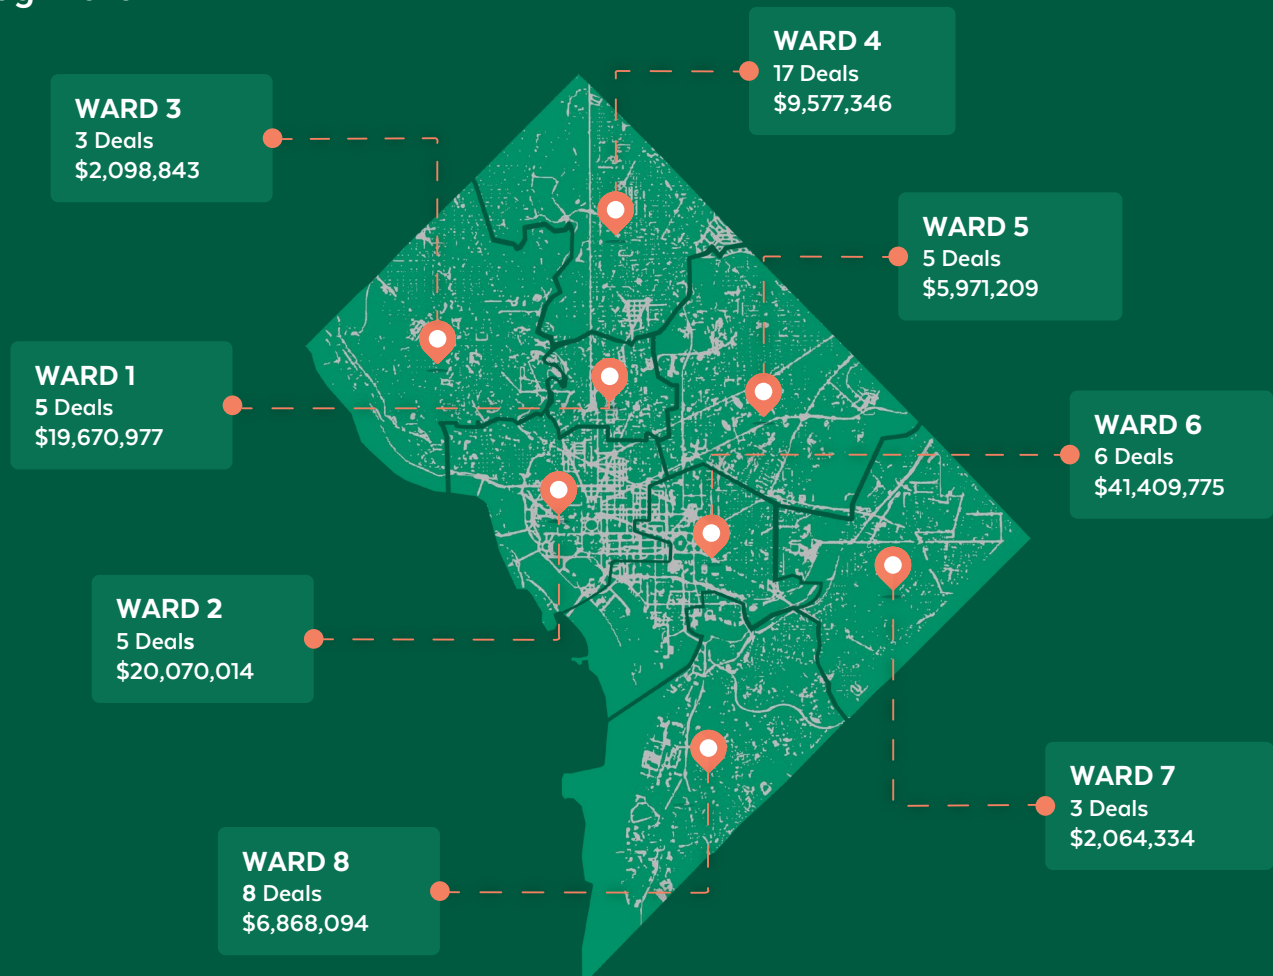 WARD 4
17 Deals
$9,577,346
WARD 3
3 Deals
$2,098,843
WARD 5
5 Deals
$5,971,209
WARD 1
5 Deals
$19,670,977
WARD 6
6 Deals
$41,409,775
WARD 2
5 Deals
$20,070,014
WARD 7
3 Deals
$2,064,334
WARD 8
8 Deals
$6,868,094